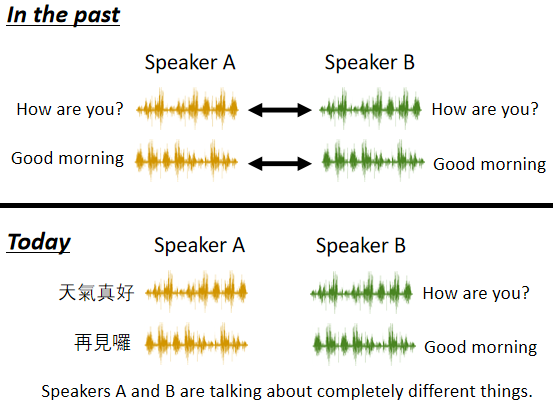 In the past
Speaker A Speaker B
How are you? How are you?
Good morning Good morning
Today
Speaker A Speaker B
天氣真好 How are you?
再見囉 Good morning
Speakers A and B are talking about completely different things.